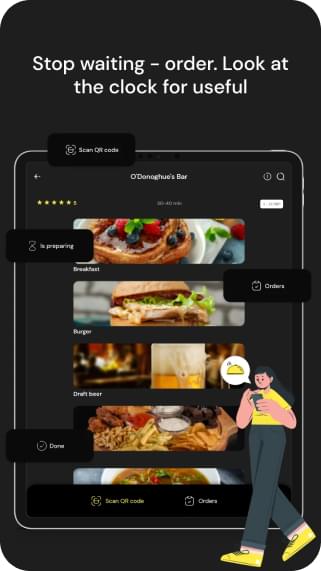 Stop waiting - order. Look at
the clock for useful
Scan QR code
O'Donoghue's Bar
5
30-40 min
Is preparing
Breakfast
Orders
Burger
Draft beer
Done
Scan QR code
Orders